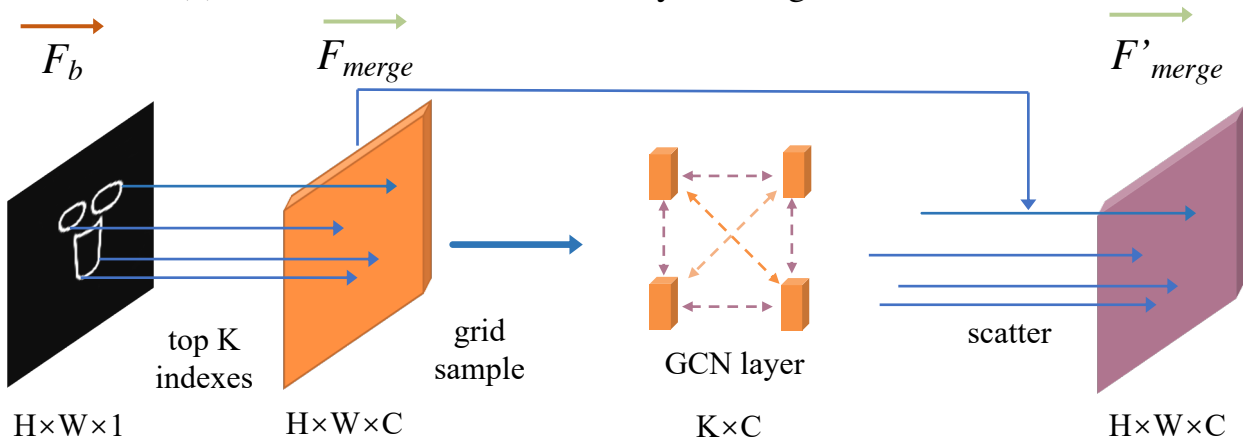 F_b
F_merge
F'_merge
top K
indexes
grid
sample
GCN layer
scatter
H×W×1
H×W×C
K×C
H×W×C